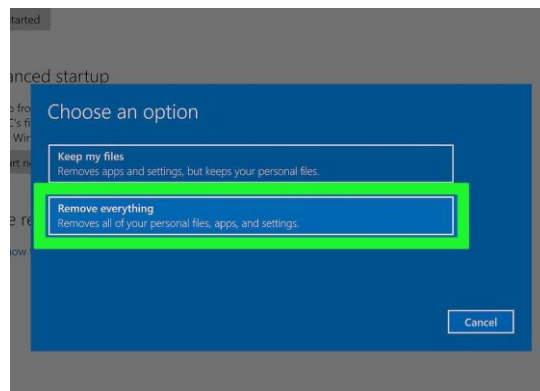 started
anced startup
Choose an option
Keep my files
Removes apps and settings, but keeps your personal files.
Remove everything
Removes all of your personal files, apps, and settings.
Cancel